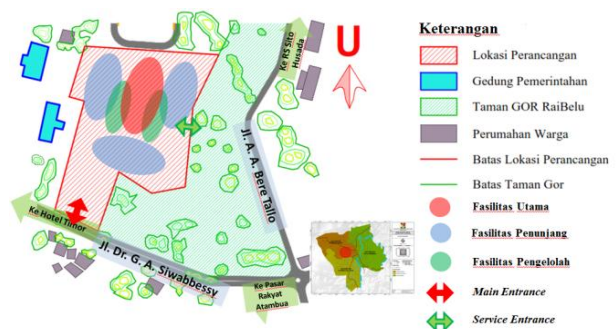 Ke RS Sito
Husada
U
Jl. A. A. Bere Tallo
Ke Hotel Timor
Jl. Dr. G. A. Siwabbessy
Ke Pasar
Rakyat
Atambua
Keterangan
Lokasi Perancangan
Gedung Pemerintahan
Taman GOR RaiBelu
Perumahan Warga
Batas Lokasi Perancangan
Batas Taman Gor
Fasilitas Utama
Fasilitas Penunjang
Fasilitas Pengelolah
Main Entrance
Service Entrance